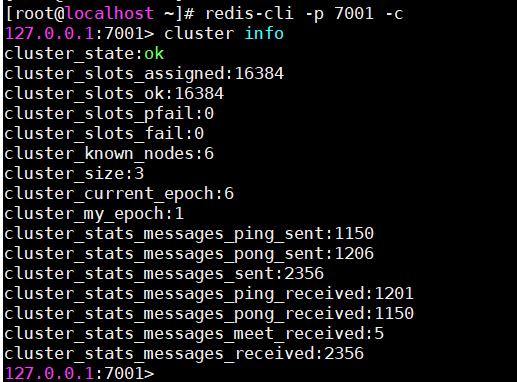 [root@localhost ~]# redis-cli -p 7001 -c
127.0.0.1:7001> cluster info
cluster_state:ok
cluster_slots_assigned:16384
cluster_slots_ok:16384
cluster_slots_pfail:0
cluster_slots_fail:0
cluster_known_nodes:6
cluster_size:3
cluster_current_epoch:6
cluster_my_epoch:1
cluster_stats_messages_ping_sent:1150
cluster_stats_messages_pong_sent:1206
cluster_stats_messages_sent:2356
cluster_stats_messages_ping_received:1201
cluster_stats_messages_pong_received:1150
cluster_stats_messages_meet_received:5
cluster_stats_messages_received:2356
127.0.0.1:7001>